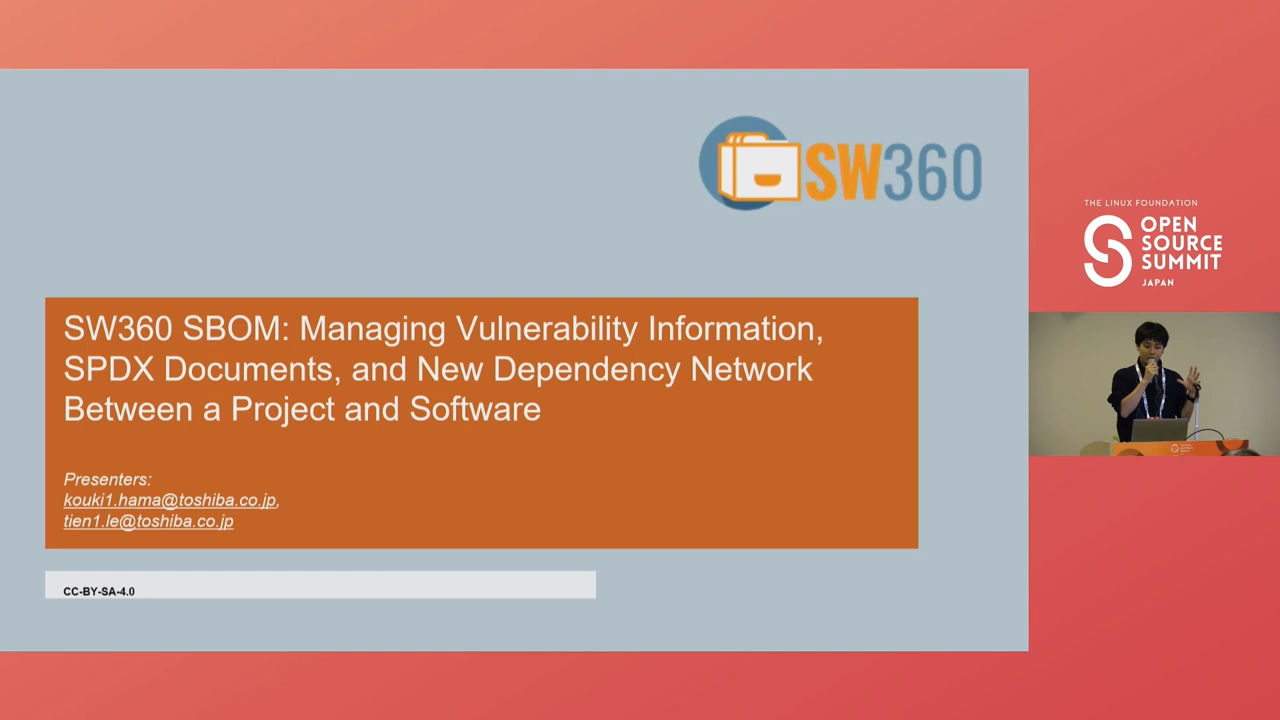 SW360
SW360 SBOM: Managing Vulnerability Information,
SPDX Documents, and New Dependency Network
Between a Project and Software
Presenters:
kouki1.hama@toshiba.co.jp,
tien1.le@toshiba.co.jp
CC-BY-SA-4.0
THE LINUX FOUNDATION
OPEN
SOURCE
SUMMIT
JAPAN